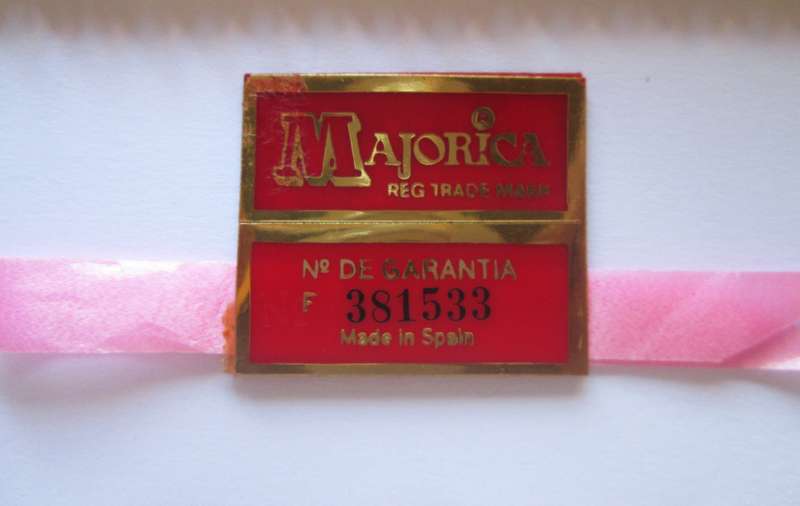 MAJORICA®
REG TRADE MARK
Nº DE GARANTIA
F 381533
Made in Spain